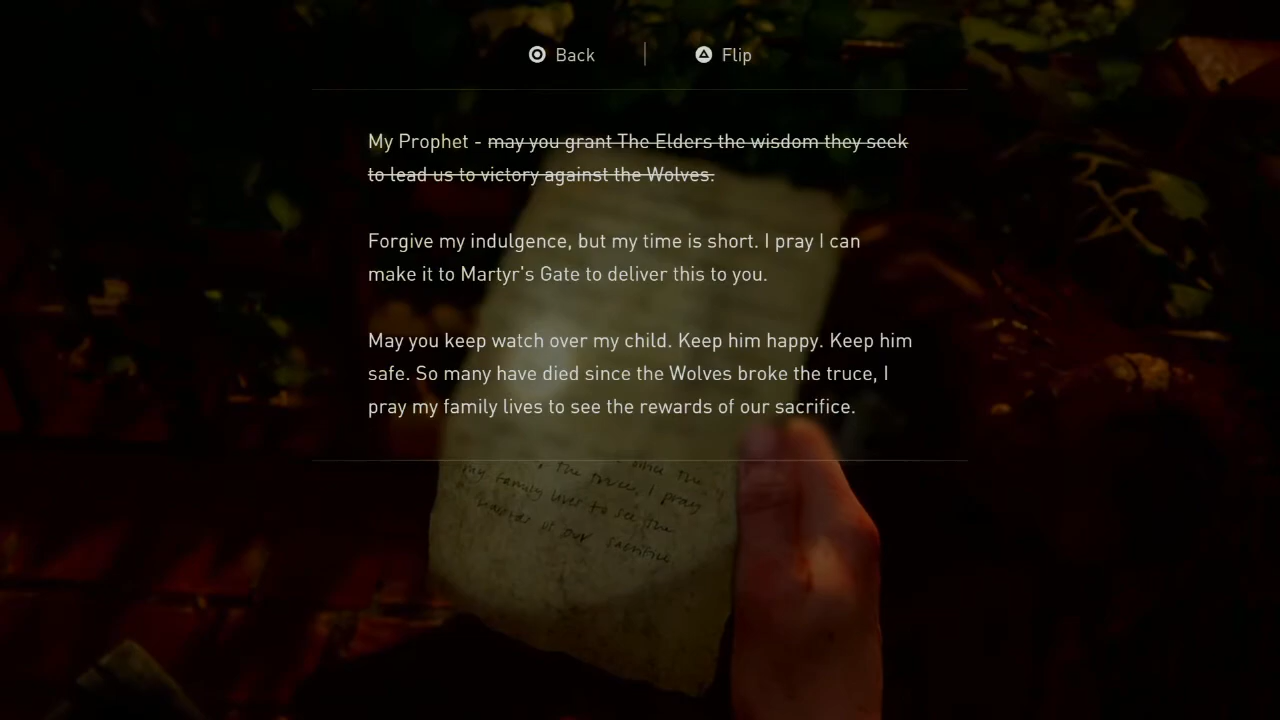 Back | Flip
My Prophet - may you grant The Elders the wisdom they seek
to lead us to victory against the Wolves.
Forgive my indulgence, but my time is short. I pray I can
make it to Martyr's Gate to deliver this to you.
May you keep watch over my child. Keep him happy. Keep him
safe. So many have died since the Wolves broke the truce, I
pray my family lives to see the rewards of our sacrifice.
since the
the truce, I pray
my family lives to see the
rewards of our sacrifice